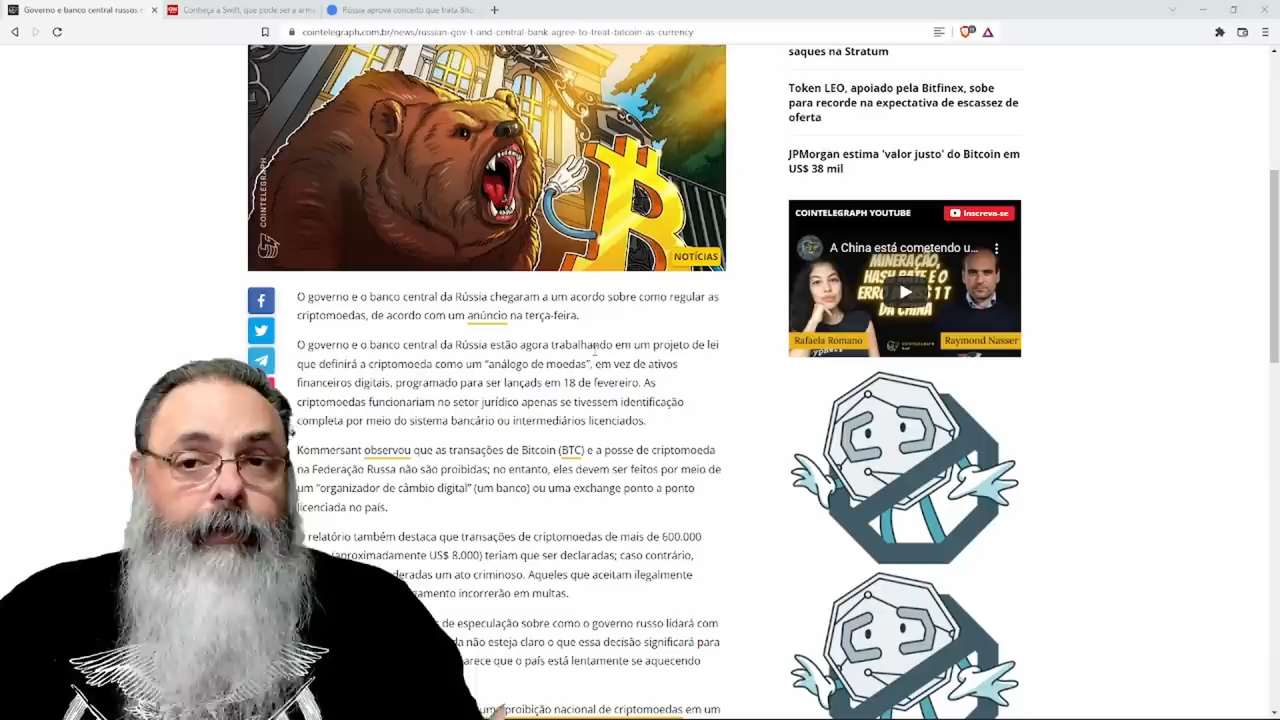 Governo e banco central russos c
Conheça a Swift, que pode ser a arma
Rússia aprova conceito que trata Bitc
cointelegraph.com.br/news/russian-gov-t-and-central-bank-agree-to-treat-bitcoin-as-currency
COINTELEGRAPH
NOTÍCIAS
O governo e o banco central da Rússia chegaram a um acordo sobre como regular as
criptomoedas, de acordo com um anúncio na terça-feira.
O governo e o banco central da Rússia estão agora trabalhando em um projeto de lei
que definirá a criptomoeda como um “análogo de moedas”, em vez de ativos
financeiros digitais, programado para ser lançads em 18 de fevereiro. As
criptomoedas funcionariam no setor jurídico apenas se tivessem identificação
completa por meio do sistema bancário ou intermediários licenciados.
Kommersant observou que as transações de Bitcoin (BTC) e a posse de criptomoeda
na Federação Russa não são proibidas; no entanto, eles devem ser feitos por meio de
um “organizador de câmbio digital” (um banco) ou uma exchange ponto a ponto
licenciada no país.
relatório também destaca que transações de criptomoedas de mais de 600.000
(aproximadamente US$ 8.000) teriam que ser declaradas; caso contrário,
um ato criminoso. Aqueles que aceitam ilegalmente
incorrerão em multas.
de especulação sobre como o governo russo lidará com
não esteja claro o que essa decisão significará para
que o país está lentamente se aquecendo
uma proibição nacional de criptomoedas em um
saques na Stratum
Token LEO, apoiado pela Bitfinex, sobe
para recorde na expectativa de escassez de
oferta
JPMorgan estima 'valor justo' do Bitcoin em
US$ 38 mil
COINTELEGRAPH YOUTUBE
Inscreva-se
A China está cometendo u...
MINERAÇÃO,
HASH RATE E O
DA CHINA
Rafaela Romano
Raymond Nasser